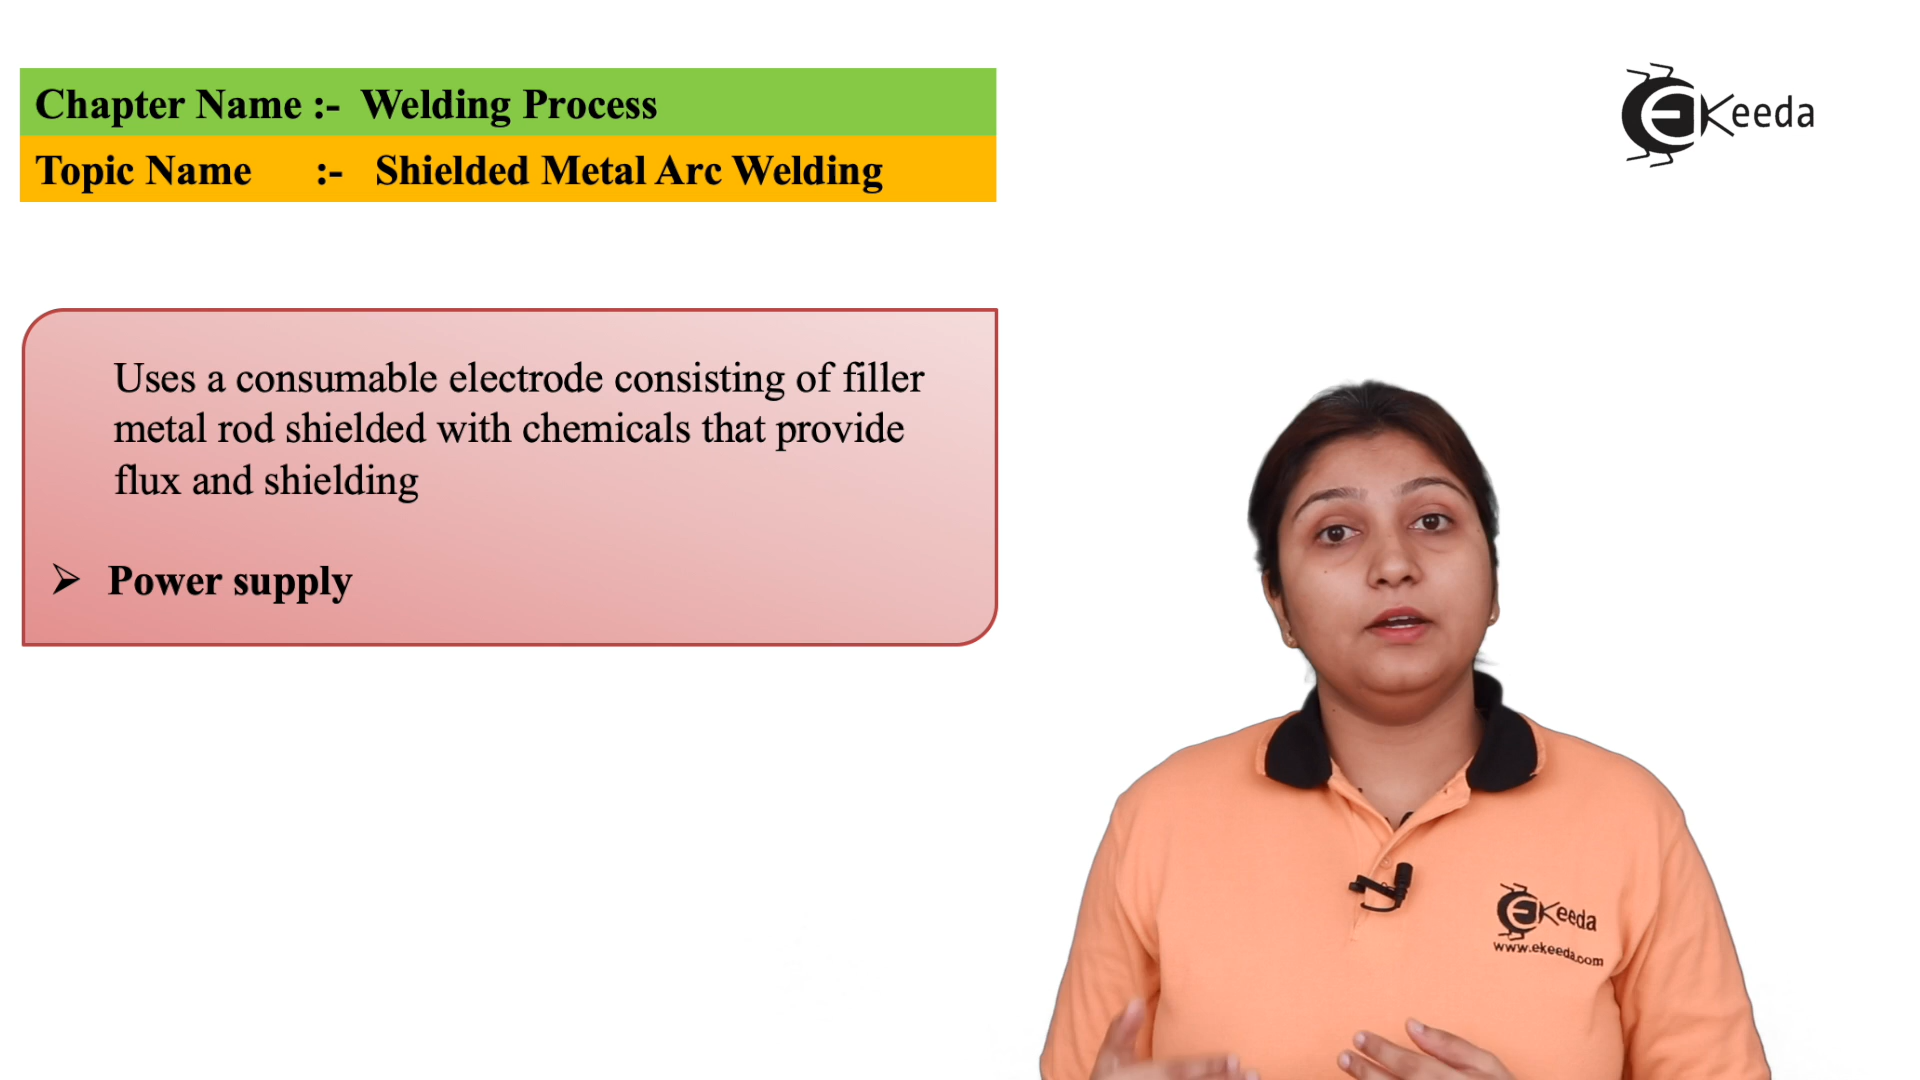 Chapter Name :- Welding Process
Topic Name :- Shielded Metal Arc Welding
Keeda
Uses a consumable electrode consisting of filler
metal rod shielded with chemicals that provide
flux and shielding
➢ Power supply
Keeda
www.ekeeda.com